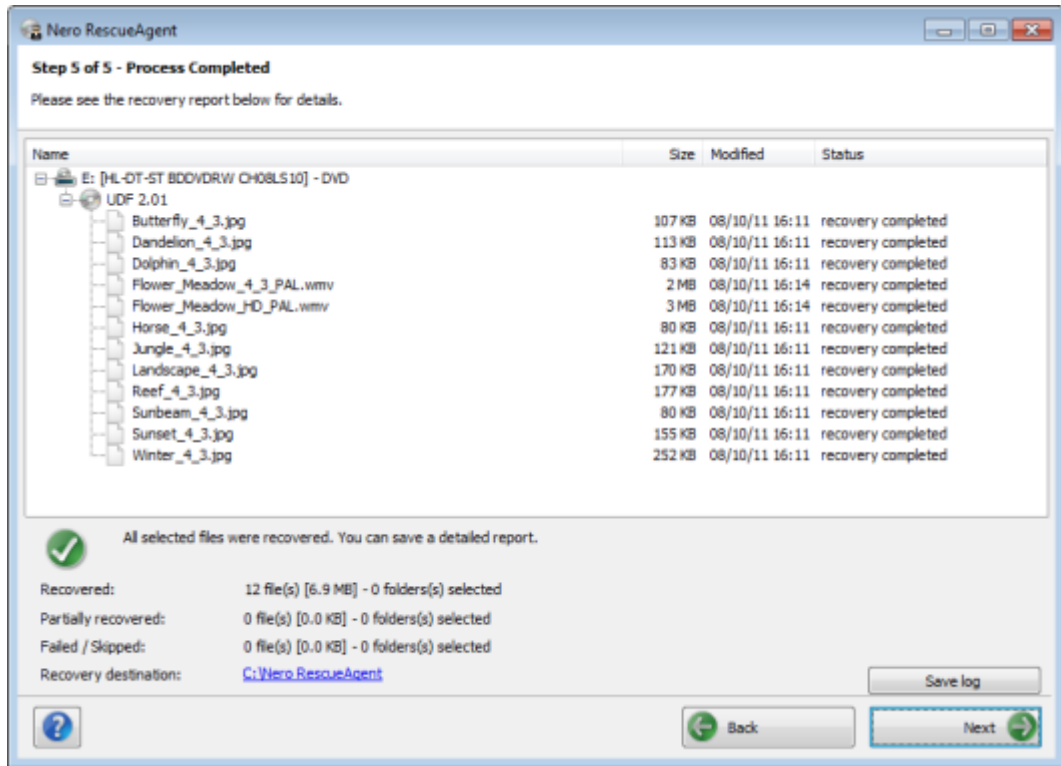 Nero RescueAgent
Step 5 of 5 - Process Completed
Please see the recovery report below for details.
Name Size Modified Status
E: [HL-DT-ST BDDVDRW CH08LS10] - DVD
UDF 2.01
Butterfly_4_3.jpg 107 KB 08/10/11 16:11 recovery completed
Dandelion_4_3.jpg 113 KB 08/10/11 16:11 recovery completed
Dolphin_4_3.jpg 83 KB 08/10/11 16:11 recovery completed
Flower_Meadow_4_3_PAL.wmv 2 MB 08/10/11 16:14 recovery completed
Flower_Meadow_HD_PAL.wmv 3 MB 08/10/11 16:14 recovery completed
Horse_4_3.jpg 80 KB 08/10/11 16:11 recovery completed
Jungle_4_3.jpg 121 KB 08/10/11 16:11 recovery completed
Landscape_4_3.jpg 170 KB 08/10/11 16:11 recovery completed
Reef_4_3.jpg 177 KB 08/10/11 16:11 recovery completed
Sunbeam_4_3.jpg 80 KB 08/10/11 16:11 recovery completed
Sunset_4_3.jpg 155 KB 08/10/11 16:11 recovery completed
Winter_4_3.jpg 252 KB 08/10/11 16:11 recovery completed
All selected files were recovered. You can save a detailed report.
Recovered: 12 file(s) [6.9 MB] - 0 folders(s) selected
Partially recovered: 0 file(s) [0.0 KB] - 0 folders(s) selected
Failed / Skipped: 0 file(s) [0.0 KB] - 0 folders(s) selected
Recovery destination: C:\Nero RescueAgent
Save log
Back Next